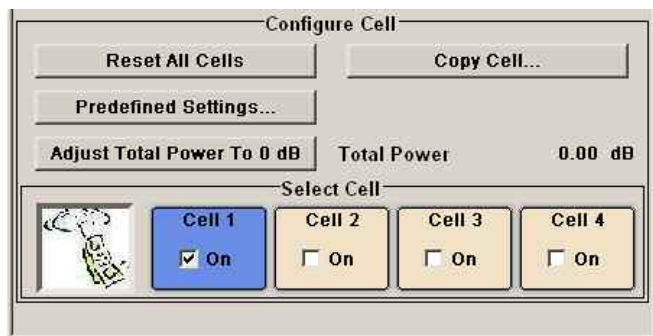 Configure Cell
Reset All Cells
Copy Cell...
Predefined Settings...
Adjust Total Power To 0 dB
Total Power
0.00 dB
Select Cell
Cell 1
Cell 2
Cell 3
Cell 4
On
On
On
On